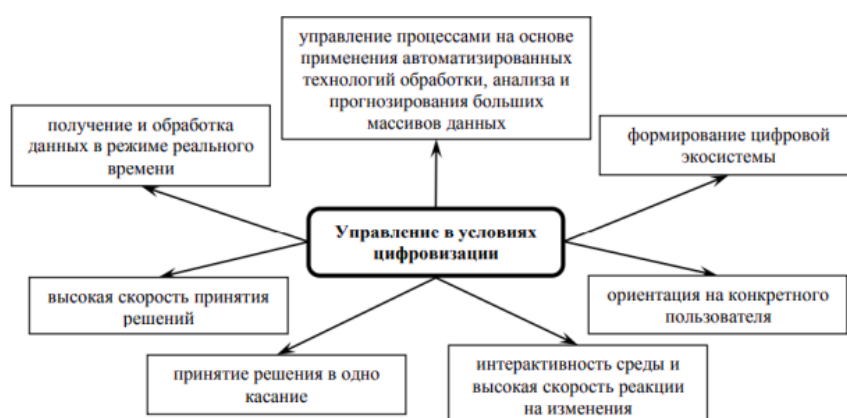 управление процессами на основе
применения автоматизированных
технологий обработки, анализа и
прогнозирования больших
массивов данных
получение и обработка
данных в режиме реального
времени
формирование цифровой
экосистемы
Управление в условиях
цифровизации
высокая скорость принятия
решений
ориентация на конкретного
пользователя
принятие решения в одно
касание
интерактивность среды и
высокая скорость реакции
на изменения